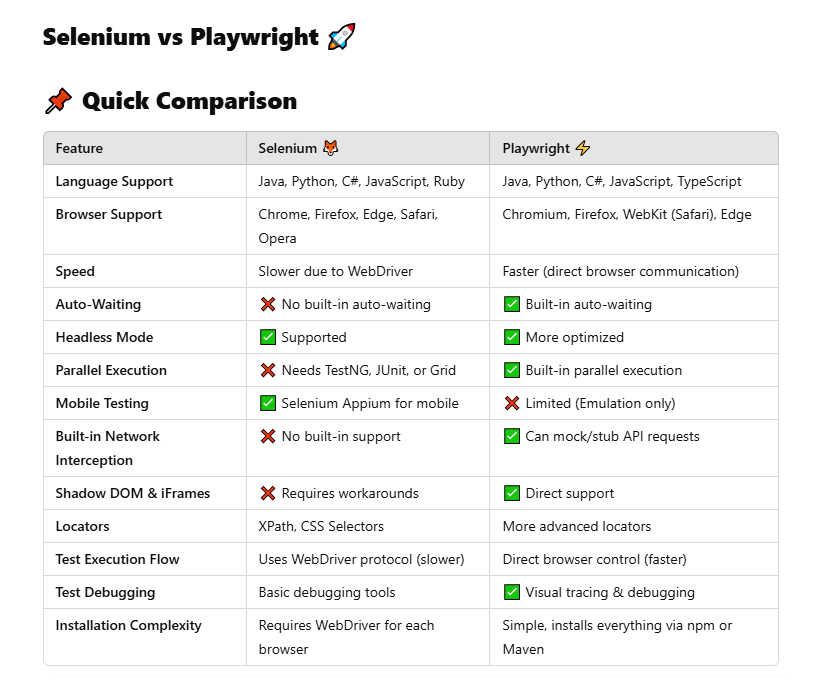 Selenium vs Playwright 🚀
📌 Quick Comparison
Feature Selenium 🦊 Playwright ⚡
Language Support Java, Python, C#, JavaScript, Ruby Java, Python, C#, JavaScript, TypeScript
Browser Support Chrome, Firefox, Edge, Safari, Chromium, Firefox, WebKit (Safari), Edge
Opera
Speed Slower due to WebDriver Faster (direct browser communication)
Auto-Waiting ❌ No built-in auto-waiting ✅ Built-in auto-waiting
Headless Mode ✅ Supported ✅ More optimized
Parallel Execution ❌ Needs TestNG, JUnit, or Grid ✅ Built-in parallel execution
Mobile Testing ✅ Selenium Appium for mobile ❌ Limited (Emulation only)
Built-in Network ❌ No built-in support ✅ Can mock/stub API requests
Interception
Shadow DOM & iFrames ❌ Requires workarounds ✅ Direct support
Locators XPath, CSS Selectors More advanced locators
Test Execution Flow Uses WebDriver protocol (slower) Direct browser control (faster)
Test Debugging Basic debugging tools ✅ Visual tracing & debugging
Installation Complexity Requires WebDriver for each Simple, installs everything via npm or
browser Maven